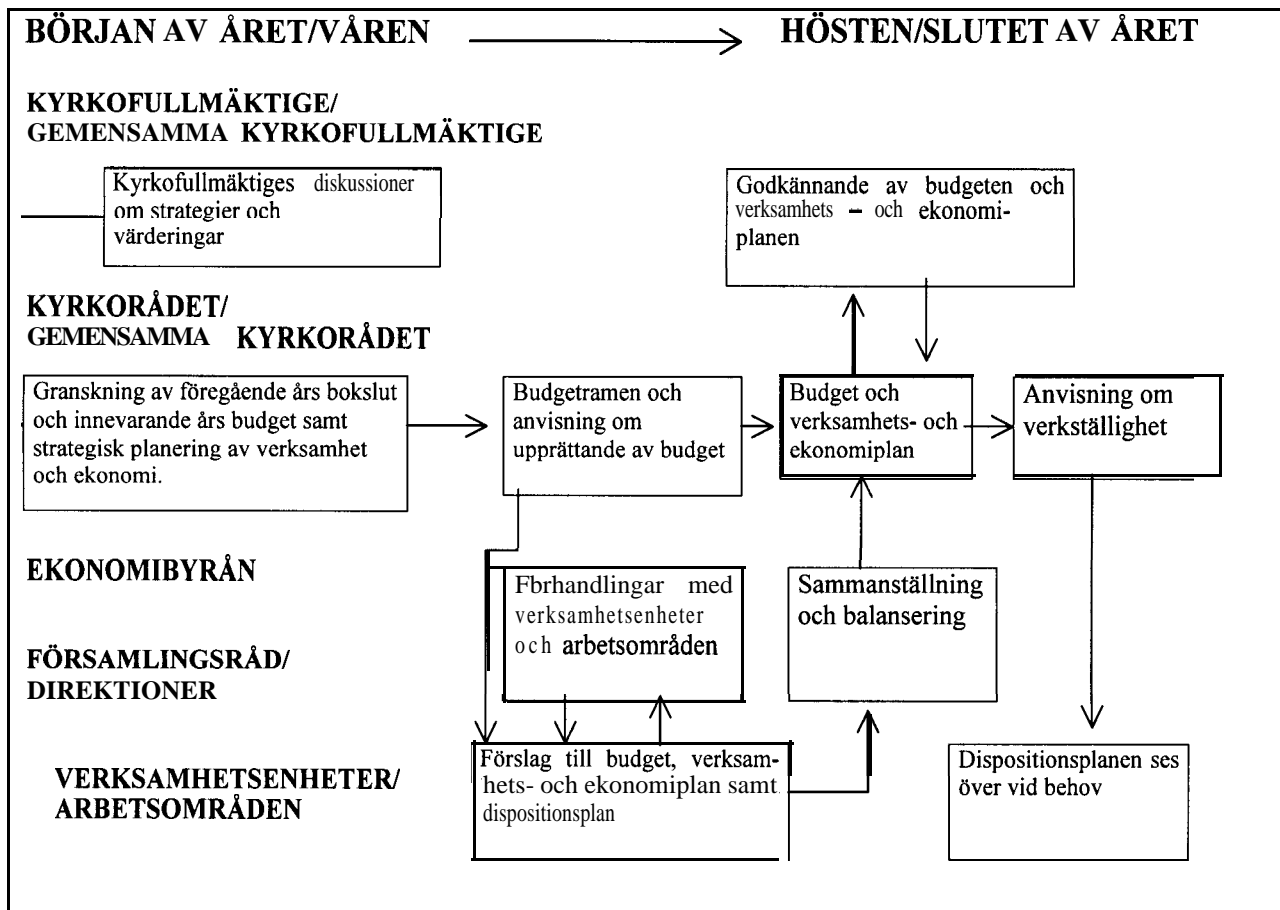 BÖRJAN AV ÅRET/VÅREN
HÖSTEN/SLUTET AV ÅRET
KYRKOFULLMÄKTIGE/
GEMENSAMMA KYRKOFULLMÄKTIGE
Kyrkofullmäktiges diskussioner
om strategier och
värderingar
Godkännande av budgeten och
verksamhets – och ekonomi-
planen
KYRKORÅDET/
GEMENSAMMA KYRKORÅDET
Granskning av föregående års bokslut
och innevarande års budget samt
strategisk planering av verksamhet
och ekonomi.
Budgetramen och
anvisning om
upprättande av budget
Budget och
verksamhets- och
ekonomiplan
Anvisning om
verkställighet
EKONOMIBYRÅN
Fbrhandlingar med
verksamhetsenheter
och arbetsområden
Sammanställning
och balansering
FÖRSAMLINGSRÅD/
DIREKTIONER
VERKSAMHETSENHETER/
ARBETSOMRÅDEN
Förslag till budget, verksam-
hets- och ekonomiplan samt
dispositionsplan
Dispositionsplanen ses
över vid behov